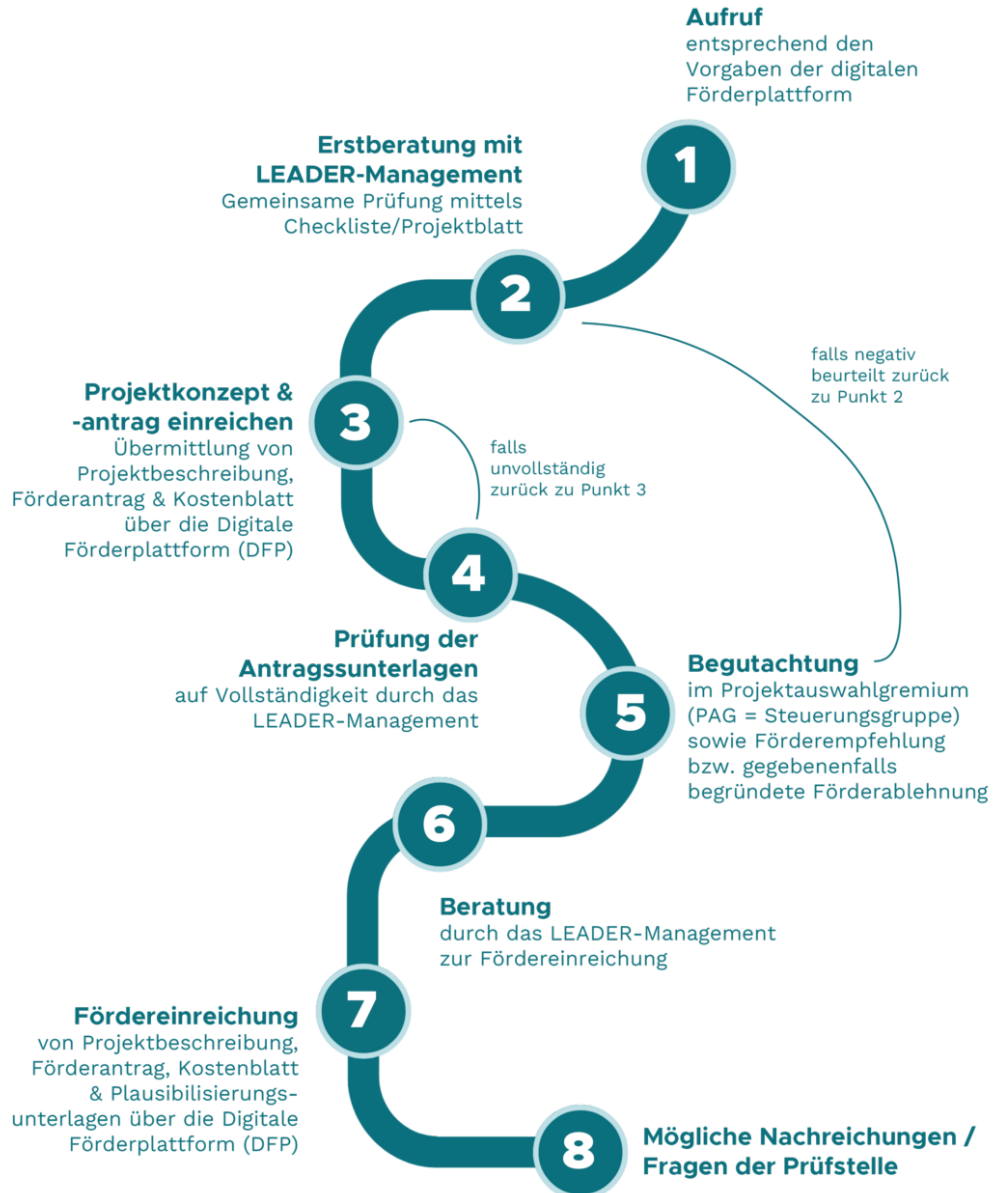 Aufruf
entsprechend den
Vorgaben der digitalen
Förderplattform
1
Erstberatung mit
LEADER-Management
Gemeinsame Prüfung mittels
Checkliste/Projektblatt
2
falls negativ
beurteilt zurück
zu Punkt 2
Projektkonzept &
-antrag einreichen
Übermittlung von
Projektbeschreibung,
Förderantrag & Kostenblatt
über die Digitale
Förderplattform (DFP)
3
falls
unvollständig
zurück zu Punkt 3
4
Prüfung der
Antragssunterlagen
auf Vollständigkeit durch das
LEADER-Management
5
Begutachtung
im Projektauswahlgremium
(PAG = Steuerungsgruppe)
sowie Förderempfehlung
bzw. gegebenenfalls
begründete Förderablehnung
6
Beratung
durch das LEADER-Management
zur Fördereinreichung
7
Fördereinreichung
von Projektbeschreibung,
Förderantrag, Kostenblatt
& Plausibilisierungs-
unterlagen über die Digitale
Förderplattform (DFP)
8
Mögliche Nachreichungen /
Fragen der Prüfstelle